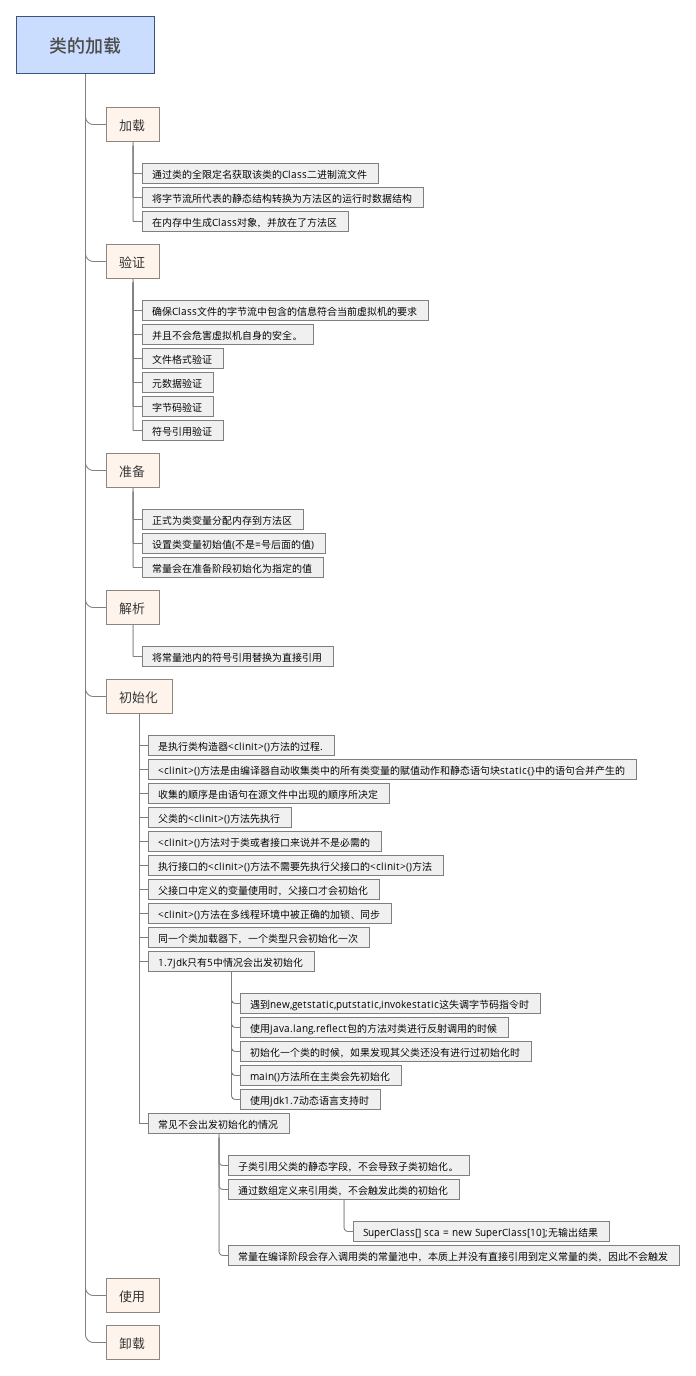 类的加载
加载
通过类的全限定名获取该类的Class二进制流文件
将字节流所代表的静态结构转换为方法区的运行时数据结构
在内存中生成Class对象，并放在了方法区
验证
确保Class文件的字节流中包含的信息符合当前虚拟机的要求
并且不会危害虚拟机自身的安全。
文件格式验证
元数据验证
字节码验证
符号引用验证
准备
正式为类变量分配内存到方法区
设置类变量初始值(不是=号后面的值)
常量会在准备阶段初始化为指定的值
解析
将常量池内的符号引用替换为直接引用
初始化
是执行类构造器<clinit>()方法的过程.
<clinit>()方法是由编译器自动收集类中的所有类变量的赋值动作和静态语句块static{}中的语句合并产生的
收集的顺序是由语句在源文件中出现的顺序所决定
父类的<clinit>()方法先执行
<clinit>()方法对于类或者接口来说并不是必需的
执行接口的<clinit>()方法不需要先执行父接口的<clinit>()方法
父接口中定义的变量使用时，父接口才会初始化
<clinit>()方法在多线程环境中被正确的加锁、同步
同一个类加载器下，一个类型只会初始化一次
1.7jdk只有5中情况会出发初始化
遇到new,getstatic,putstatic,invokestatic这失调字节码指令时
使用java.lang.reflect包的方法对类进行反射调用的时候
初始化一个类的时候，如果发现其父类还没有进行过初始化时
main()方法所在主类会先初始化
使用jdk1.7动态语言支持时
常见不会出发初始化的情况
子类引用父类的静态字段，不会导致子类初始化。
通过数组定义来引用类，不会触发此类的初始化
SuperClass[] sca = new SuperClass[10];无输出结果
常量在编译阶段会存入调用类的常量池中，本质上并没有直接引用到定义常量的类，因此不会触发
使用
卸载